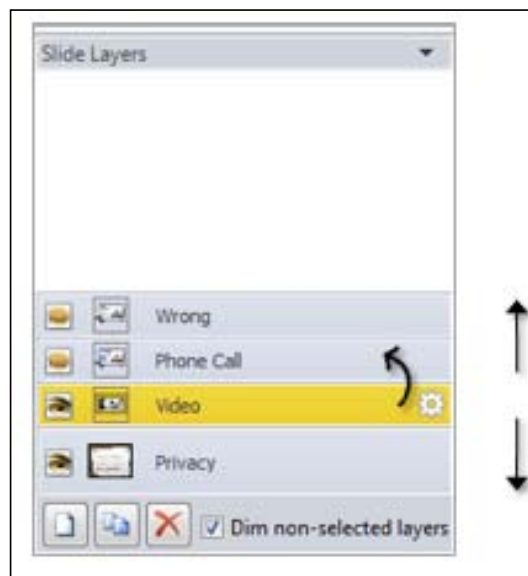 Slide Layers
Wrong
Phone Call
Video
Privacy
Dim non-selected layers